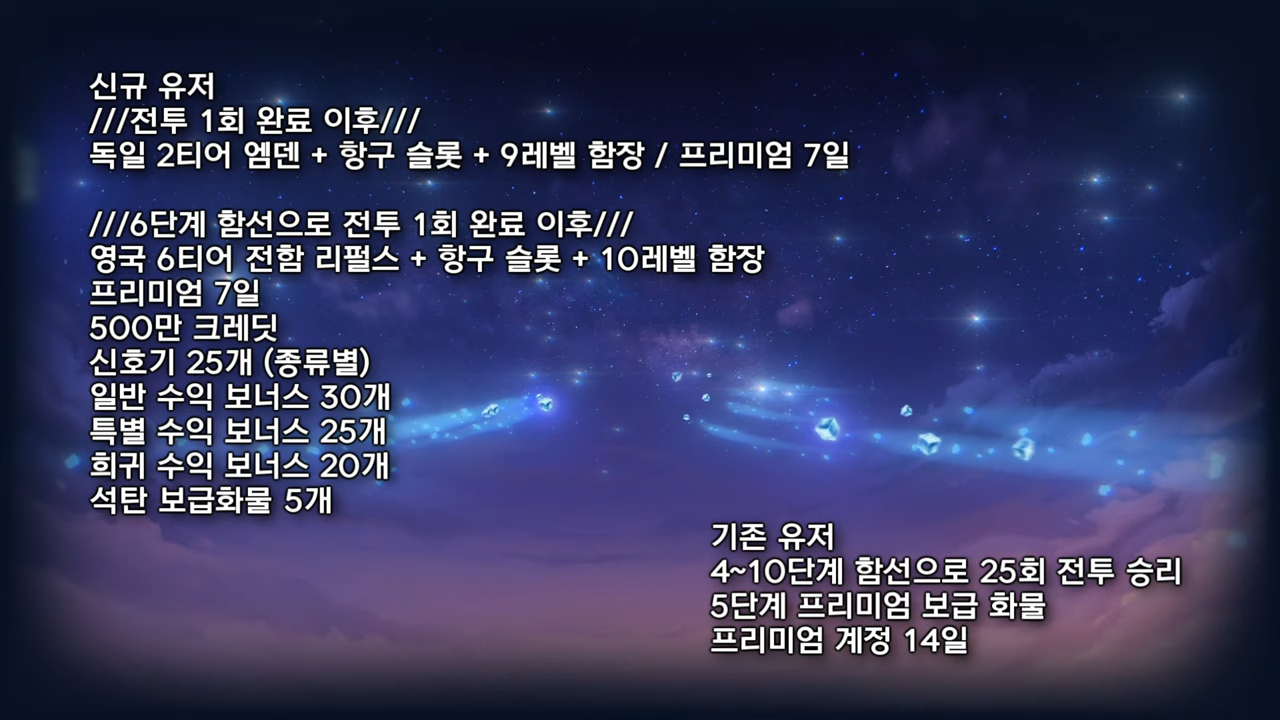 신규 유저
///전투 1회 완료 이후///
독일 2티어 엠덴 + 항구 슬롯 + 9레벨 함장 / 프리미엄 7일
///6단계 함선으로 전투 1회 완료 이후///
영국 6티어 전함 리펄스 + 항구 슬롯 + 10레벨 함장
프리미엄 7일
500만 크레딧
신호기 25개 (종류별)
일반 수익 보너스 30개
특별 수익 보너스 25개
희귀 수익 보너스 20개
석탄 보급화물 5개
기존 유저
4~10단계 함선으로 25회 전투 승리
5단계 프리미엄 보급 화물
프리미엄 계정 14일